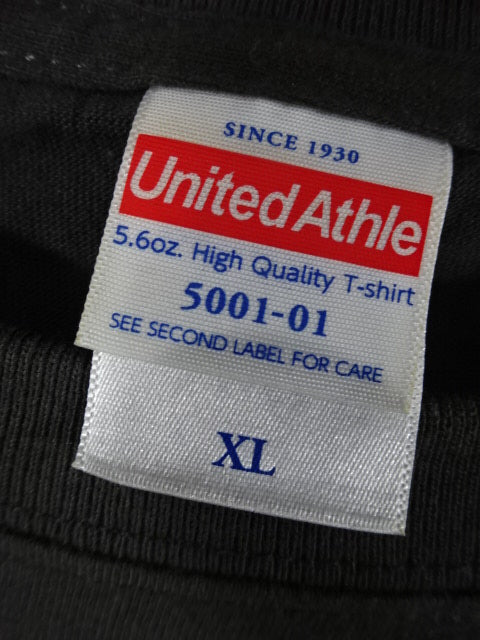 SINCE 1930
United Athle
5.6oz. High Quality T-shirt
5001-01
SEE SECOND LABEL FOR CARE
XL